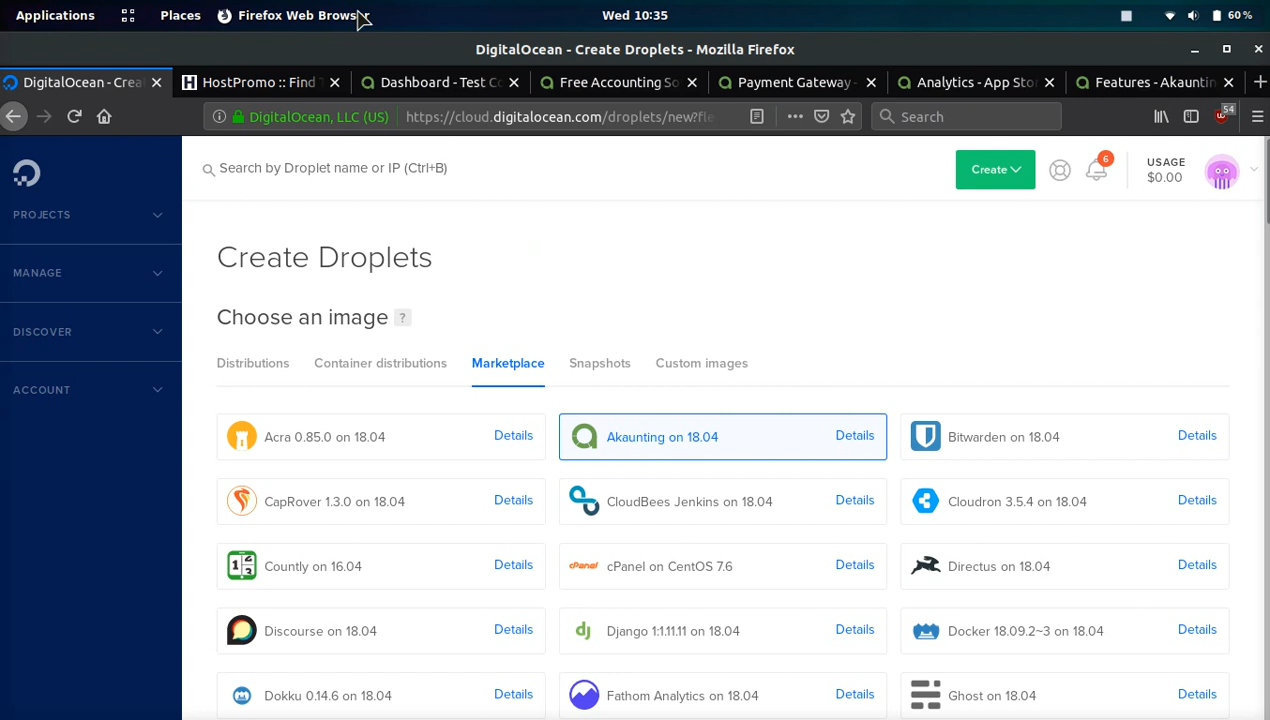 Applications Places Firefox Web Browser Wed 10:35 60 %
DigitalOcean - Create Droplets - Mozilla Firefox
DigitalOcean - Crea HostPromo :: Find Dashboard - Test Co Free Accounting So Payment Gateway - Analytics - App Sto Features - Akauntin
DigitalOcean, LLC (US) https://cloud.digitalocean.com/droplets/new?fle Search 54
Search by Droplet name or IP (Ctrl+B) Create 6 USAGE
$0.00
PROJECTS
MANAGE
DISCOVER
ACCOUNT
Create Droplets
Choose an image ?
Distributions Container distributions Marketplace Snapshots Custom images
Acra 0.85.0 on 18.04 Details Akaunting on 18.04 Details Bitwarden on 18.04 Details
CapRover 1.3.0 on 18.04 Details CloudBees Jenkins on 18.04 Details Cloudron 3.5.4 on 18.04 Details
Countly on 16.04 Details cPanel cPanel on CentOS 7.6 Details Directus on 18.04 Details
Discourse on 18.04 Details dj Django 1:1.11.11 on 18.04 Details Docker 18.09.2~3 on 18.04 Details
Dokku 0.14.6 on 18.04 Details Fathom Analytics on 18.04 Details Ghost on 18.04 Details